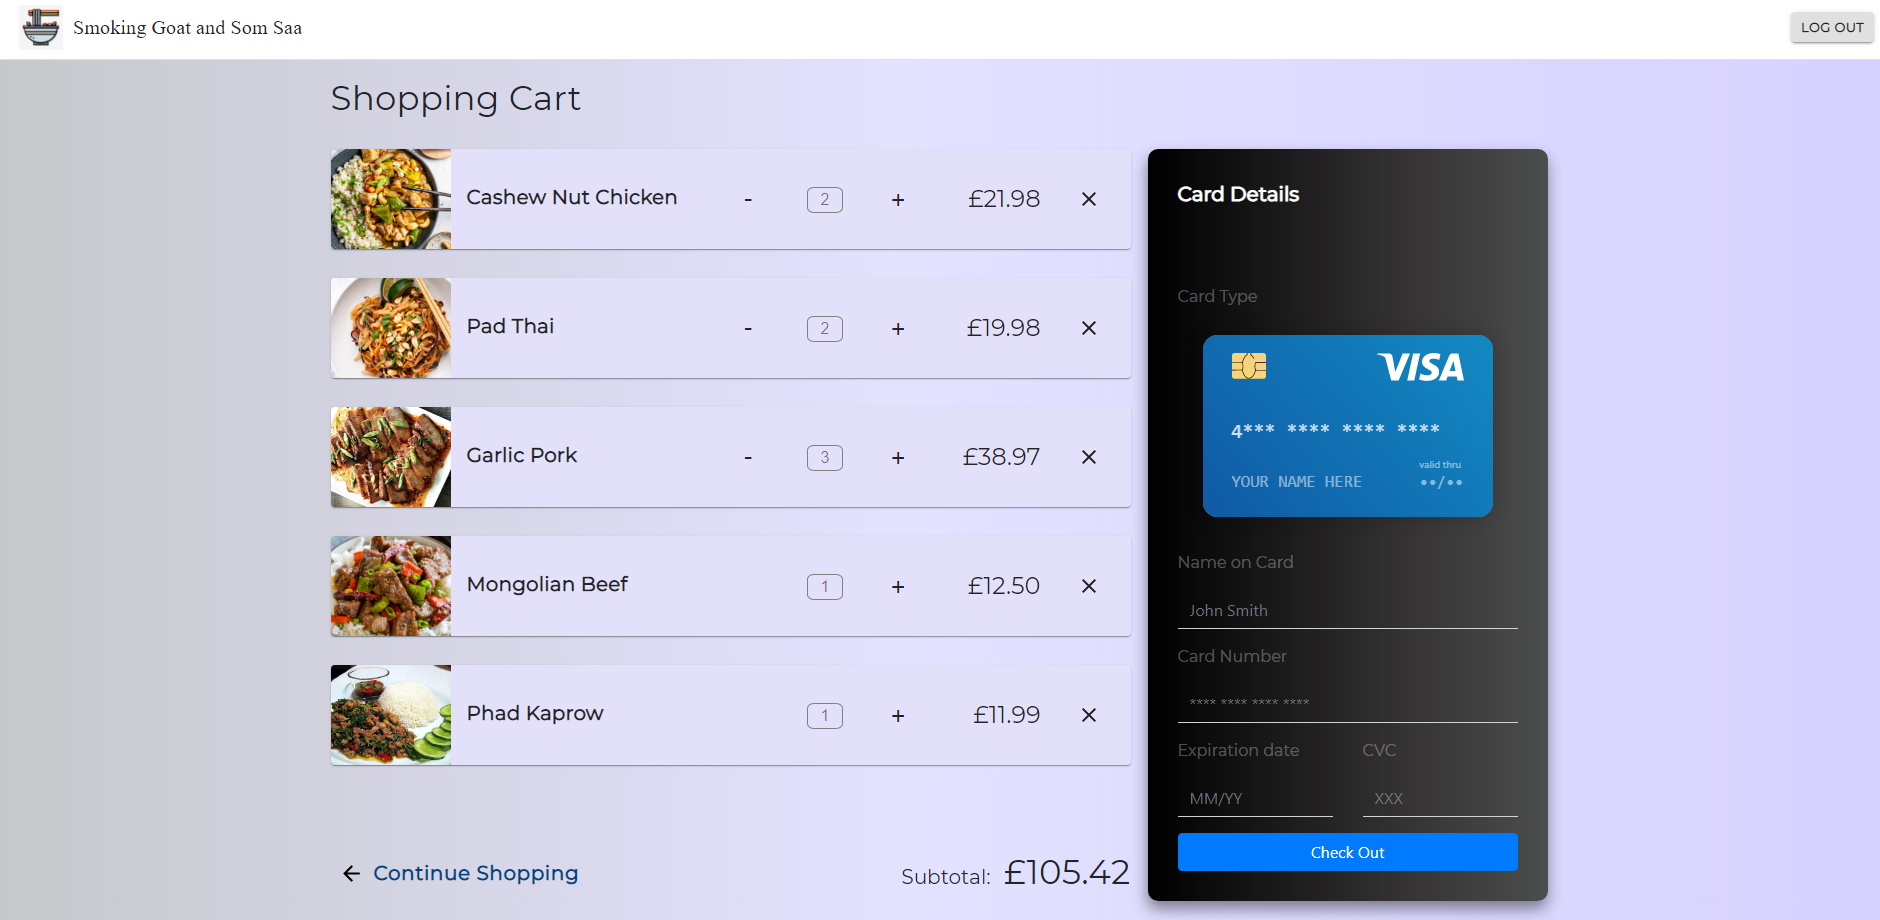 Smoking Goat and Som Saa
LOG OUT
Shopping Cart
Cashew Nut Chicken - 2 + £21.98 ×
Pad Thai - 2 + £19.98 ×
Garlic Pork - 3 + £38.97 ×
Mongolian Beef 1 + £12.50 ×
Phad Kaprow 1 + £11.99 ×
← Continue Shopping
Subtotal: £105.42
Card Details
Card Type
VISA
4*** **** **** ****
valid thru
YOUR NAME HERE ••/••
Name on Card
John Smith
Card Number
**** **** **** ****
Expiration date CVC
MM/YY XXX
Check Out